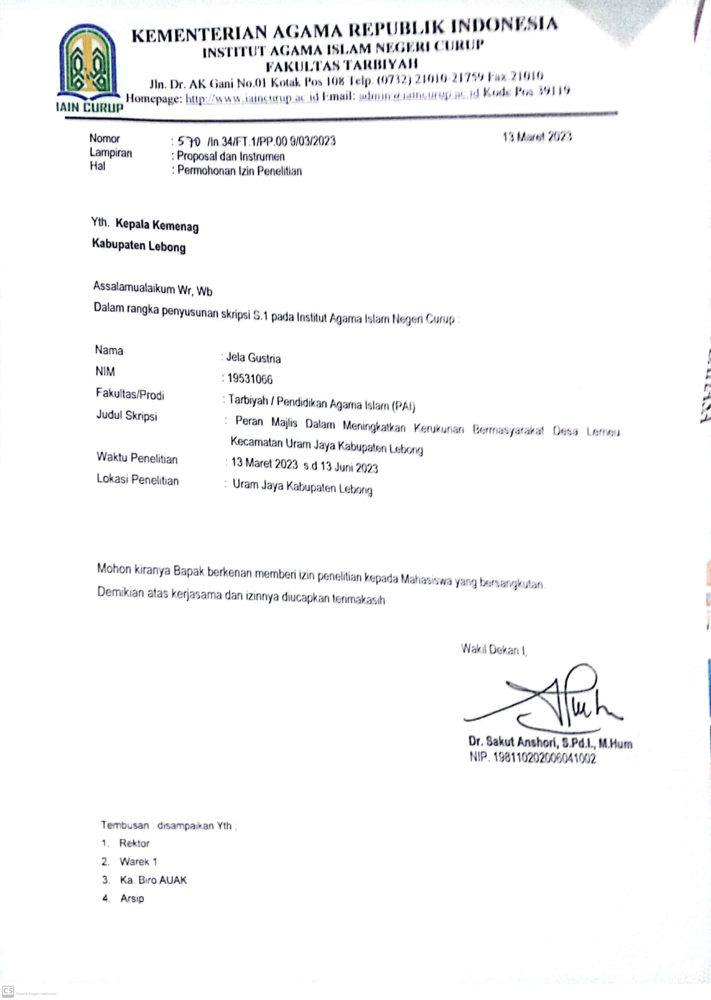 KEMENTERIAN AGAMA REPUBLIK INDONESIA
INSTITUT AGAMA ISLAM NEGERI CURUP
FAKULTAS TARBIYAH
Jln. Dr. AK Gani No.01 Kotak Pos 108 Telp. (0732) 21010-21759 Fax.21010
Homepage: http://www.iaincurup.ac.id Email: admin@iaincurup.ac.id Kode Pos 39119
IAIN CURUP
Nomor : 570 /In.34/FT.1/PP.00.9/03/2023 13 Maret 2023
Lampiran : Proposal dan Instrumen
Hal : Permohonan Izin Penelitian
Yth. Kepala Kemenag
Kabupaten Lebong
Assalamualaikum Wr, Wb
Dalam rangka penyusunan skripsi S.1 pada Institut Agama Islam Negeri Curup :
Nama : Jela Gustria
NIM : 19531066
Fakultas/Prodi : Tarbiyah / Pendidikan Agama Islam (PAI)
Judul Skripsi : Peran Majlis Dalam Meningkatkan Kerukunan Bermasyarakat Desa Lemeu
Kecamatan Uram Jaya Kabupaten Lebong
Waktu Penelitian : 13 Maret 2023 s.d 13 Juni 2023
Lokasi Penelitian : Uram Jaya Kabupaten Lebong
Mohon kiranya Bapak berkenan memberi izin penelitian kepada Mahasiswa yang bersangkutan.
Demikian atas kerjasama dan izinnya diucapkan terimakasih
Wakil Dekan I,
Dr. Sakut Anshori, S.Pd.I., M.Hum
NIP. 198110202006041002
Tembusan : disampaikan Yth ;
1. Rektor
2. Warek 1
3. Ka. Biro AUAK
4. Arsip
CS